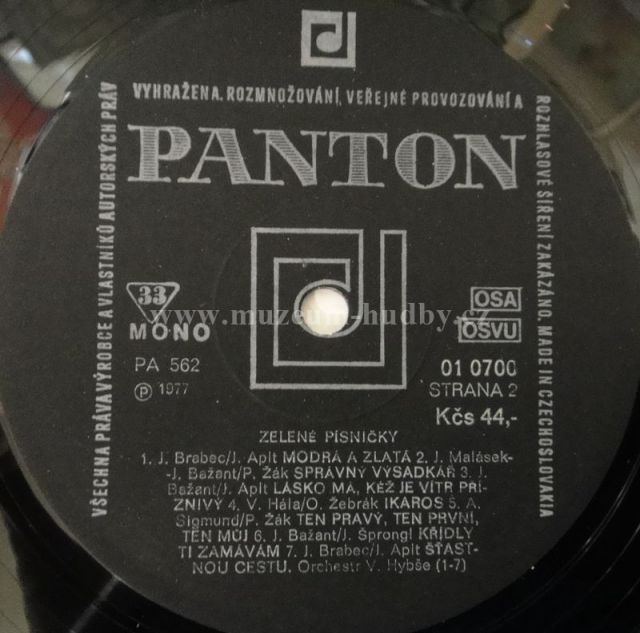 VYHRAŽENA. ROZMNOŽOVÁNÍ, VEŘEJNÉ PROVOZOVÁNÍ A
ROZHLASOVÉ ŠÍŘENÍ ZAKÁZÁNO. MADE IN CZECHOSLOVAKIA
VŠECHNA PRÁVA VÝROBCE A VLASTNÍKŮ AUTORSKÝCH PRÁV
PANTON
33
MONO
PA 562
Ⓟ 1977
OSA
OSVU
01 0700
STRANA 2
Kčs 44,-
www.muzeum-hudby.cz
ZELENÉ PÍSNIČKY
1. J. Brabec/J. Aplt MODRÁ A ZLATÁ 2. J. Malásek-
J. Bažant/P. Žák SPRÁVNÝ VÝSADKÁŘ 3. J.
Bažant/J. Aplt LÁSKO MÁ, KÉŽ JE VÍTR PŘÍ-
ZNIVÝ 4. V. Hála/O. Žebrák IKAROS 5. A.
Sigmund/P. Žák TEN PRAVÝ, TEN PRVNÍ,
TEN MŮJ 6. J. Bažant/J. Šprongl KŘÍDLY
TI ZAMÁVÁM 7. J. Brabec/J. Aplt ŠŤAST-
NOU CESTU. Orchestr V. Hybše (1-7)